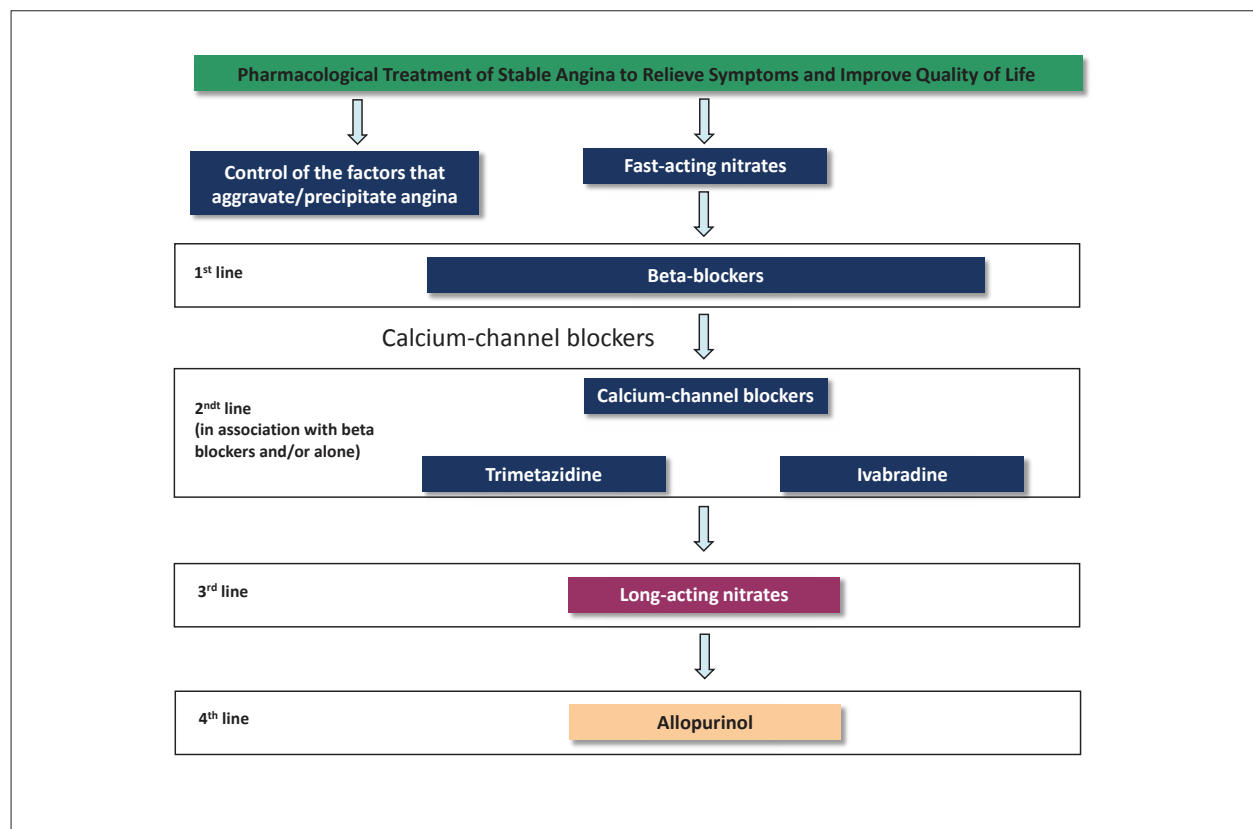 Pharmacological Treatment of Stable Angina to Relieve Symptoms and Improve Quality of Life
Control of the factors that
aggravate/precipitate angina
Fast-acting nitrates
1st line
Beta-blockers
Calcium-channel blockers
2ndt line
(in association with beta
blockers and/or alone)
Calcium-channel blockers
Trimetazidine
Ivabradine
3rd line
Long-acting nitrates
4th line
Allopurinol